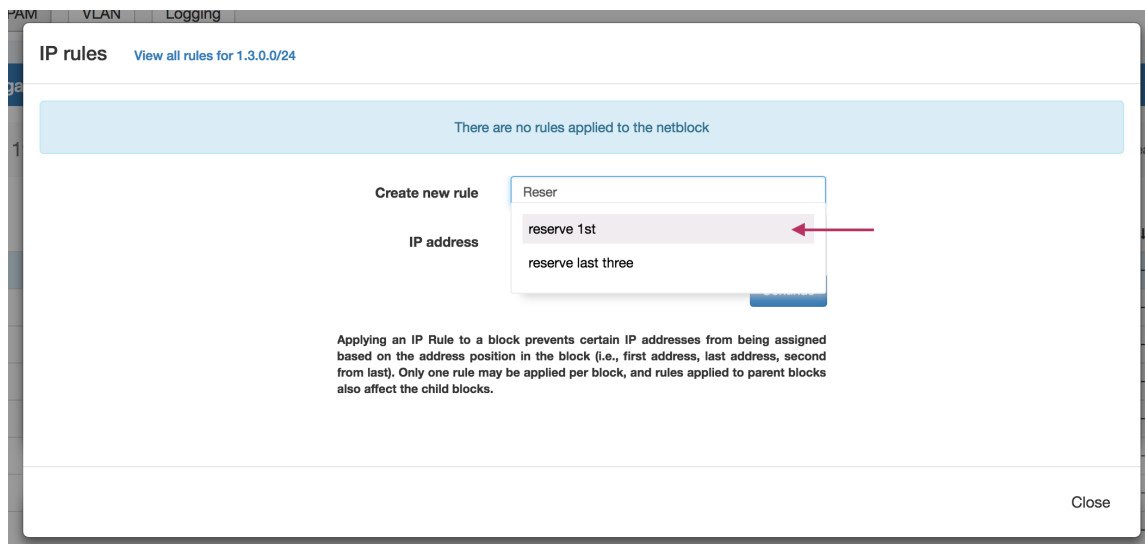 VLAN
Logging
IP rules
View all rules for 1.3.0.0/24
There are no rules applied to the netblock
Create new rule
Reser
reserve 1st
IP address
reserve last three
Applying an IP Rule to a block prevents certain IP addresses from being assigned
based on the address position in the block (i.e., first address, last address, second
from last). Only one rule may be applied per block, and rules applied to parent blocks
also affect the child blocks.
Close